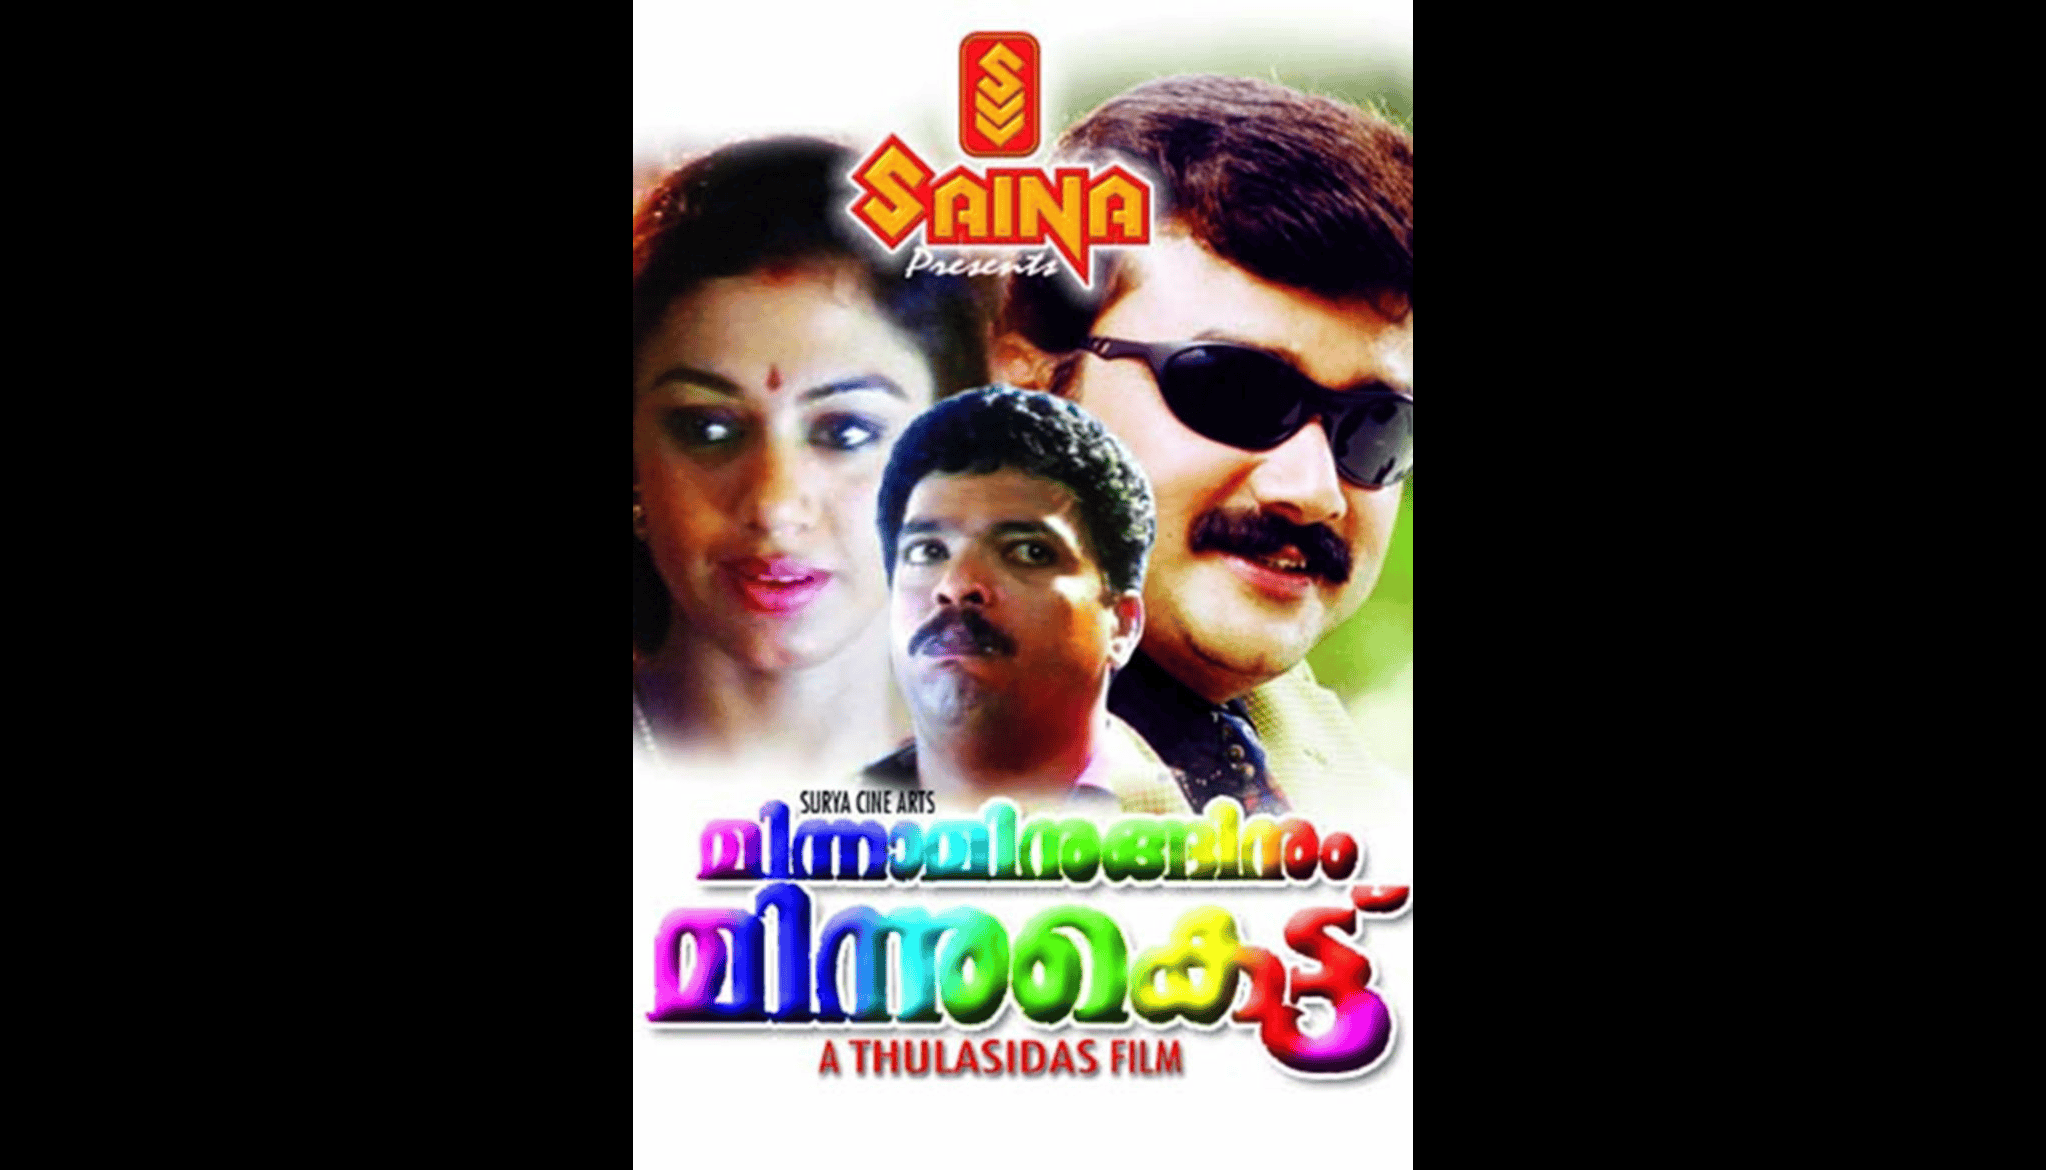 SAINA
Presents
SURYA CINE ARTS
മിന്നാമിനുങ്ങിനും
മിന്നുകെട്ട്
A THULASIDAS FILM